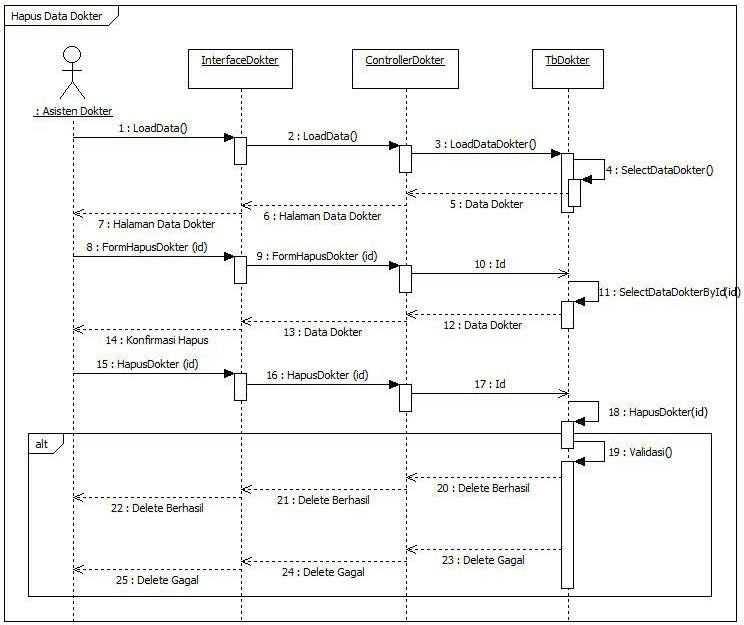 Hapus Data Dokter
InterfaceDokter
ControllerDokter
TbDokter
: Asisten Dokter
1 : LoadData()
2 : LoadData()
3 : LoadDataDokter()
4 : SelectDataDokter()
5 : Data Dokter
6 : Halaman Data Dokter
7 : Halaman Data Dokter
8 : FormHapusDokter (id)
9 : FormHapusDokter (id)
10 : Id
11 : SelectDataDokterById(id)
12 : Data Dokter
13 : Data Dokter
14 : Konfirmasi Hapus
15 : HapusDokter (id)
16 : HapusDokter (id)
17 : Id
18 : HapusDokter(id)
alt
19 : Validasi()
20 : Delete Berhasil
21 : Delete Berhasil
22 : Delete Berhasil
23 : Delete Gagal
24 : Delete Gagal
25 : Delete Gagal